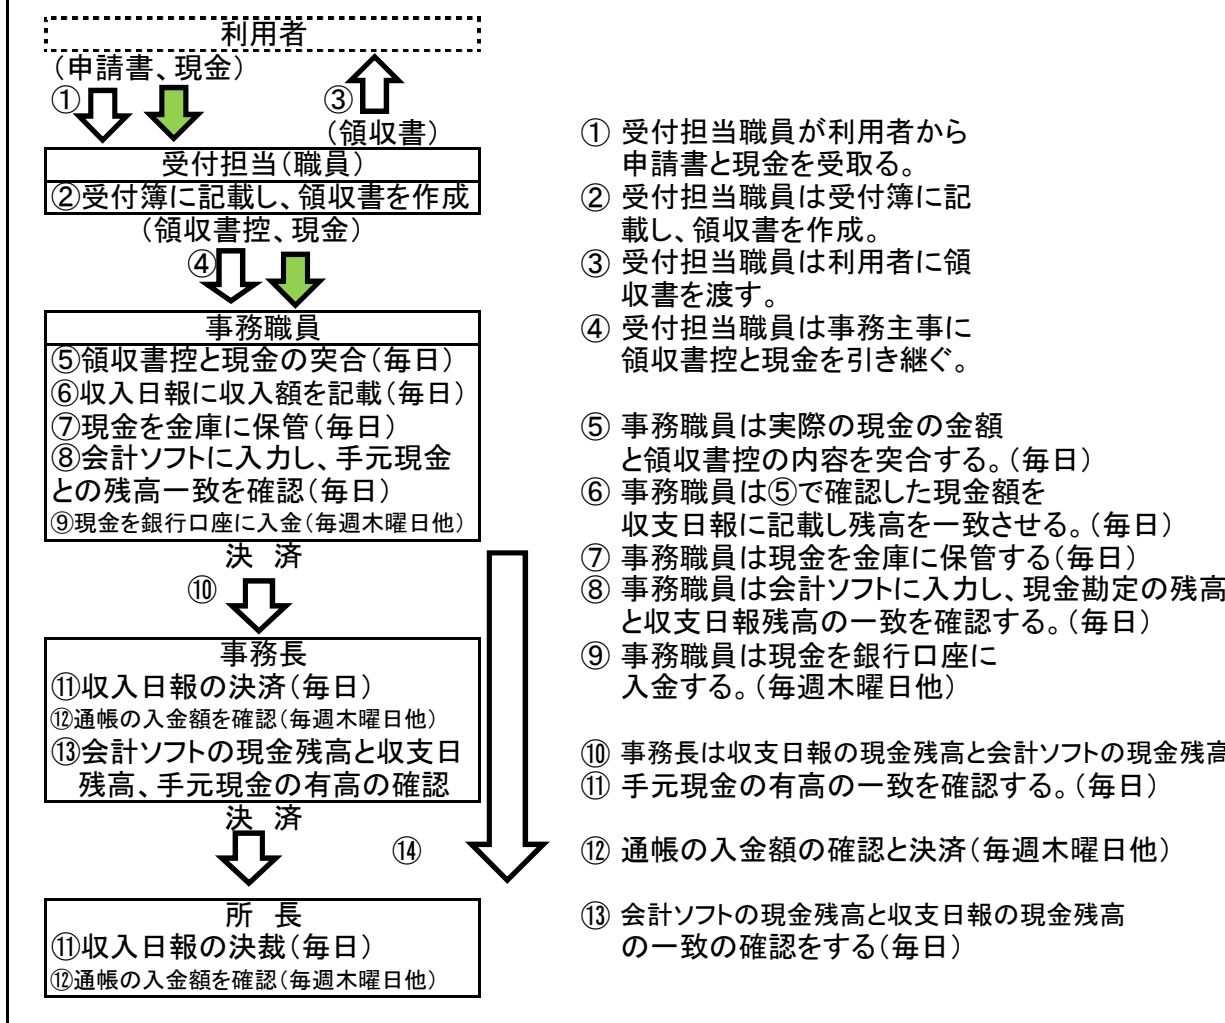 利用者
（申請書、現金）
①
③
（領収書）
受付担当（職員）
②受付簿に記載し、領収書を作成
（領収書控、現金）
④
事務職員
⑤領収書控と現金の突合（毎日）
⑥収入日報に収入額を記載（毎日）
⑦現金を金庫に保管（毎日）
⑧会計ソフトに入力し、手元現金
との残高一致を確認（毎日）
⑨現金を銀行口座に入金（毎週木曜日他）
決　済
⑩
事務長
⑪収入日報の決済（毎日）
⑫通帳の入金額を確認（毎週木曜日他）
⑬会計ソフトの現金残高と収支日
残高、手元現金の有高の確認
決　済
⑭
所　長
⑪収入日報の決裁（毎日）
⑫通帳の入金額を確認（毎週木曜日他）
① 受付担当職員が利用者から
申請書と現金を受取る。
② 受付担当職員は受付簿に記
載し、領収書を作成。
③ 受付担当職員は利用者に領
収書を渡す。
④ 受付担当職員は事務主事に
領収書控と現金を引き継ぐ。
⑤ 事務職員は実際の現金の金額
と領収書控の内容を突合する。（毎日）
⑥ 事務職員は⑤で確認した現金額を
収支日報に記載し残高を一致させる。（毎日）
⑦ 事務職員は現金を金庫に保管する（毎日）
⑧ 事務職員は会計ソフトに入力し、現金勘定の残高
と収支日報残高の一致を確認する。（毎日）
⑨ 事務職員は現金を銀行口座に
入金する。（毎週木曜日他）
⑩ 事務長は収支日報の現金残高と会計ソフトの現金残高
⑪ 手元現金の有高の一致を確認する。（毎日）
⑫ 通帳の入金額の確認と決済（毎週木曜日他）
⑬ 会計ソフトの現金残高と収支日報の現金残高
の一致の確認をする（毎日）